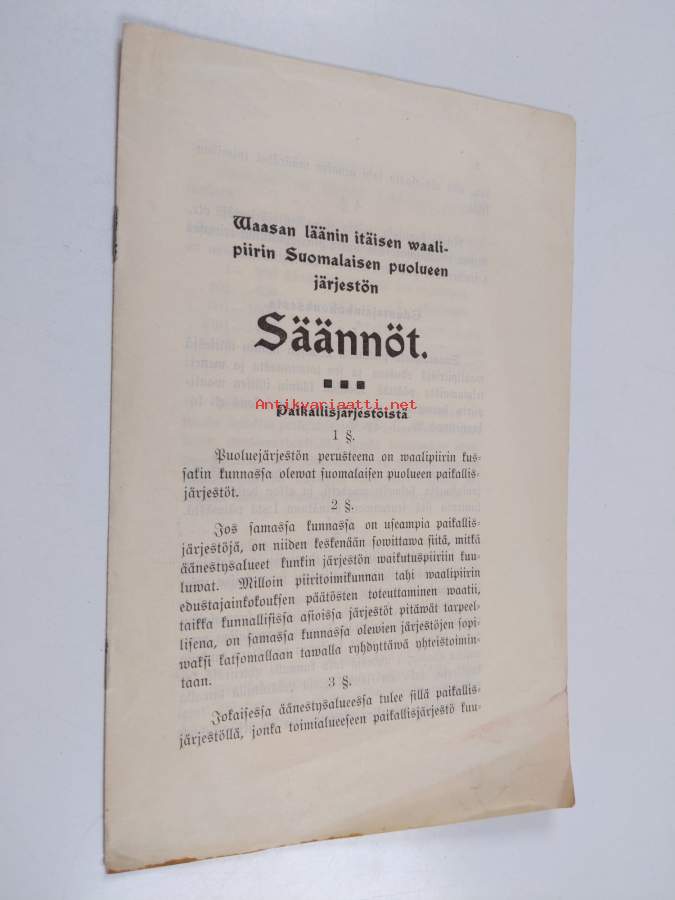 Waasan läänin itäisen waali-
piirin Suomalaisen puolueen
järjestön
Säännöt.
Antikvariaatti.net
Paikallisjärjestöistä
1 §.
Puoluejärjestön perusteena on waalipiirin kus-
sakin kunnassa olewat suomalaisen puolueen paikallis-
järjestöt.
2 §.
Jos samassa kunnassa on useampia paikallis-
järjestöjä, on niiden keskenään sowittawa siitä, mitkä
äänestysalueet kunkin järjestön waikutuspiiriin kuu-
luwat. Milloin piiritoimikunnan tahi waalipiirin
edustajainkokouksen päätösten toteuttaminen waatii,
taikka kunnallisissa asioissa järjestöt pitäwät tarpeel-
lisena, on samassa kunnassa olewien järjestöjen sopi-
waksi katsomallaan tawalla ryhdyttäwä yhteistoimin-
taan.
3 §.
Jokaisessa äänestysalueessa tulee sillä paikallis-
järjestöllä, jonka toimialueeseen paikallisjärjestö kuu-